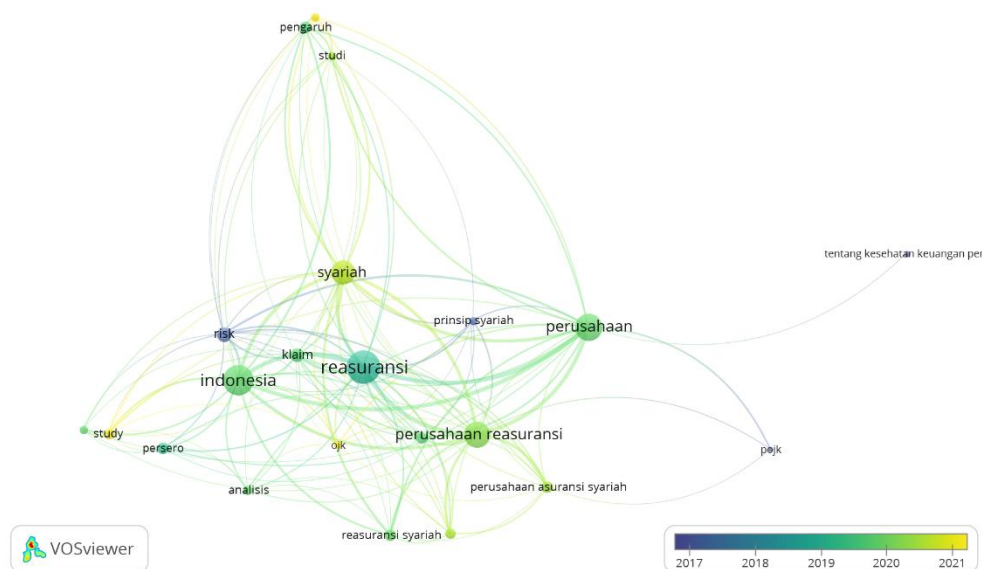 pengaruh
studi
syariah
tentang kesehatan keuangan per
prinsip syariah
perusahaan
risk
klaim
reasuransi
indonesia
study
persero
ojk
perusahaan reasuransi
pojk
analisis
perusahaan asuransi syariah
reasuransi syariah
VOSviewer
2017 2018 2019 2020 2021